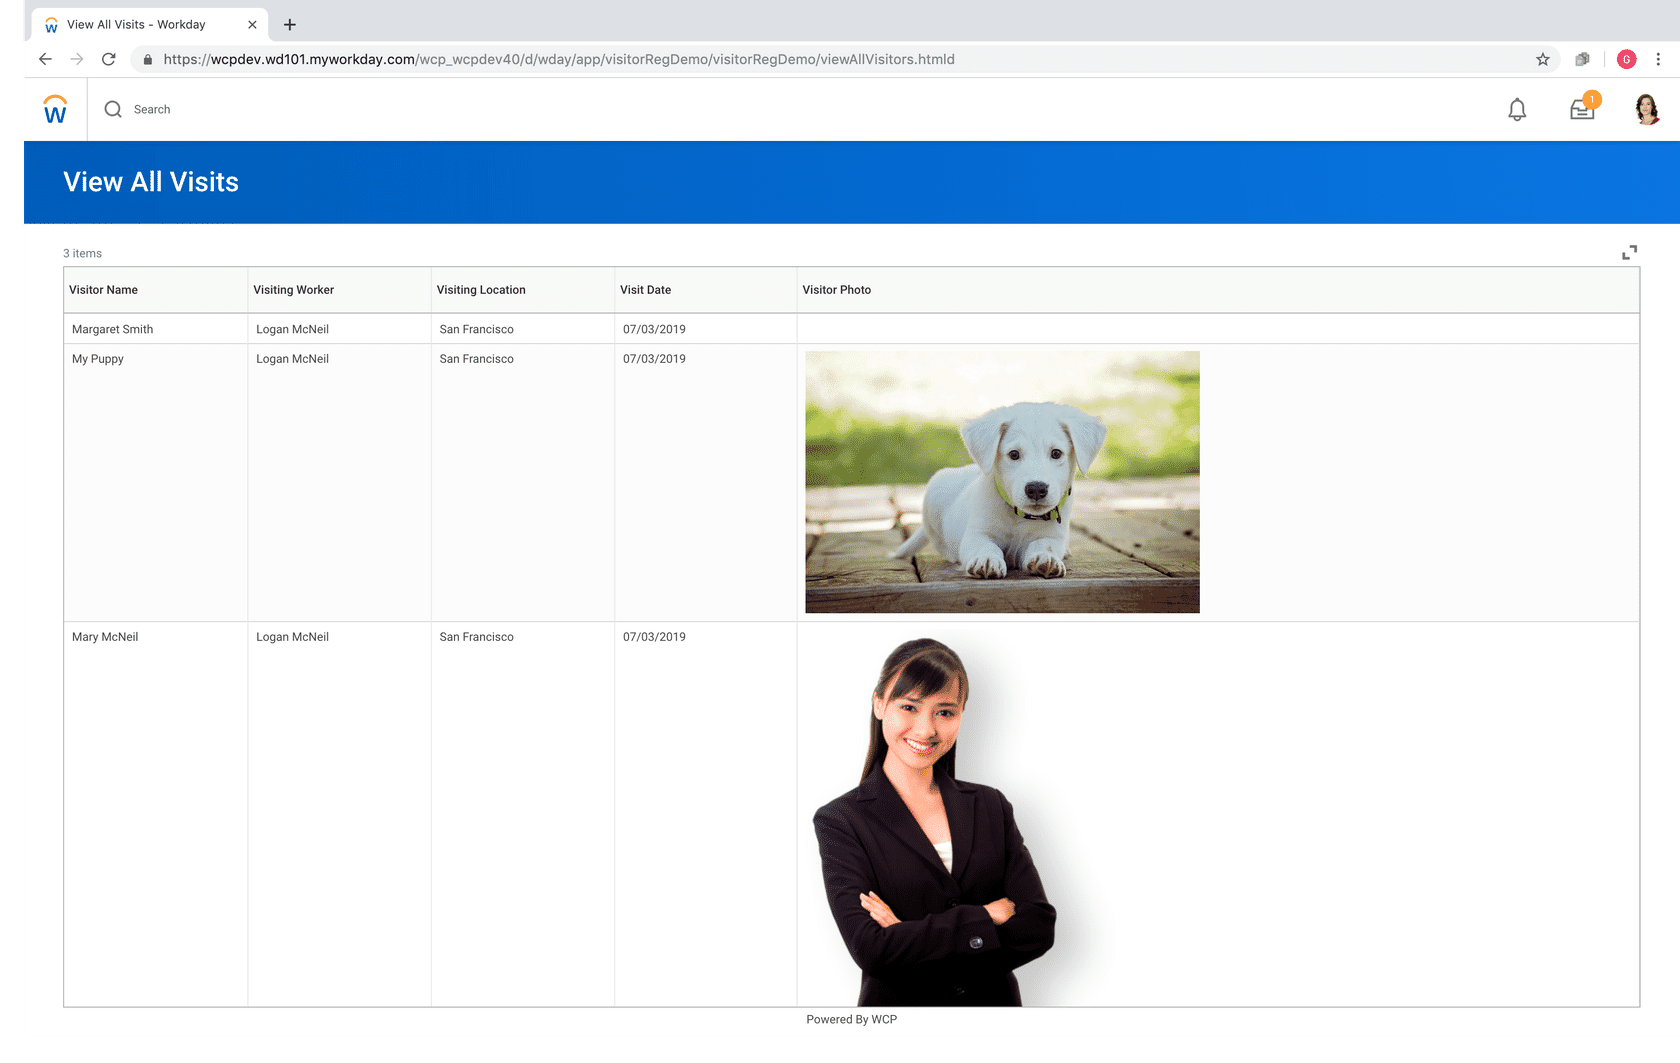 View All Visits - Workday
https://wcpdev.wd101.myworkday.com/wcp_wcpdev40/d/wday/app/visitorRegDemo/visitorRegDemo/viewAllVisitors.htmld
G
W
Search
1
View All Visits
3 items
Visitor Name Visiting Worker Visiting Location Visit Date Visitor Photo
Margaret Smith Logan McNeil San Francisco 07/03/2019
My Puppy Logan McNeil San Francisco 07/03/2019
Mary McNeil Logan McNeil San Francisco 07/03/2019
Powered By WCP